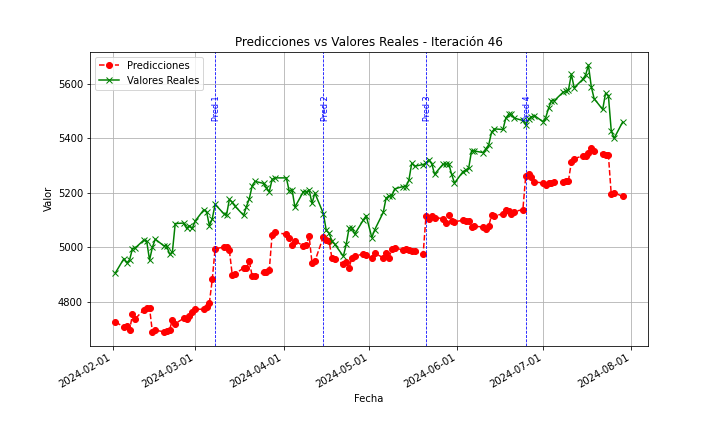 Predicciones vs Valores Reales - Iteración 46
Predicciones
Valores Reales
Pred 1
Pred 2
Pred 3
Pred 4
Valor
5600
5400
5200
5000
4800
2024-02-01
2024-03-01
2024-04-01
2024-05-01
2024-06-01
2024-07-01
2024-08-01
Fecha